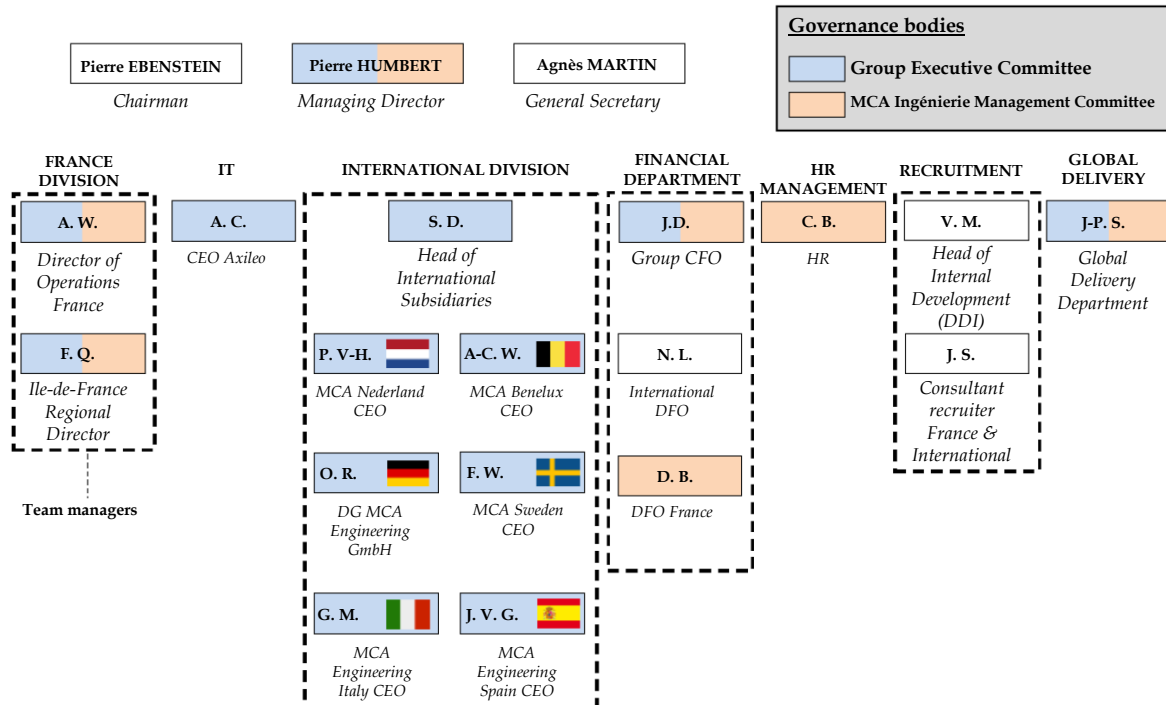 Governance bodies
Group Executive Committee
MCA Ingénierie Management Committee
Pierre EBENSTEIN
Chairman
Pierre HUMBERT
Managing Director
Agnès MARTIN
General Secretary
FRANCE
DIVISION
A. W.
Director of
Operations
France
F. Q.
Ile-de-France
Regional
Director
Team managers
IT
A. C.
CEO Axileo
INTERNATIONAL DIVISION
S. D.
Head of
International
Subsidiaries
P. V-H.
MCA Nederland
CEO
A-C. W.
MCA Benelux
CEO
O. R.
DG MCA
Engineering
GmbH
F. W.
MCA Sweden
CEO
G. M.
MCA
Engineering
Italy CEO
J. V. G.
MCA
Engineering
Spain CEO
FINANCIAL
DEPARTMENT
J.D.
Group CFO
N. L.
International
DFO
D. B.
DFO France
HR
MANAGEMENT
C. B.
HR
RECRUITMENT
V. M.
Head of
Internal
Development
(DDI)
J. S.
Consultant
recruiter
France &
International
GLOBAL
DELIVERY
J-P. S.
Global
Delivery
Department